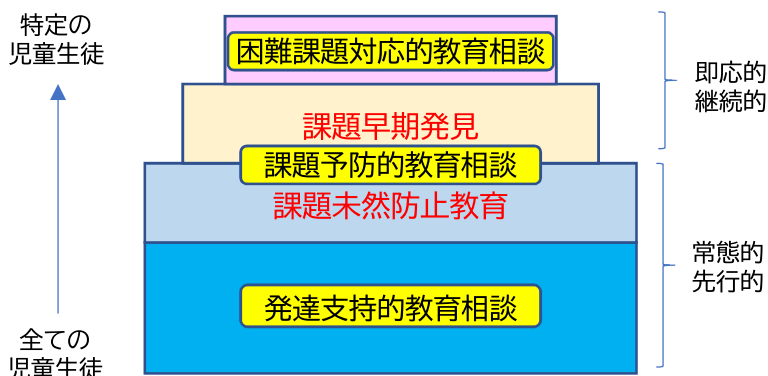 特定の
児童生徒
困難課題対応的教育相談
即応的
継続的
課題早期発見
課題予防的教育相談
課題未然防止教育
常態的
先行的
発達支持的教育相談
全ての
児童生徒